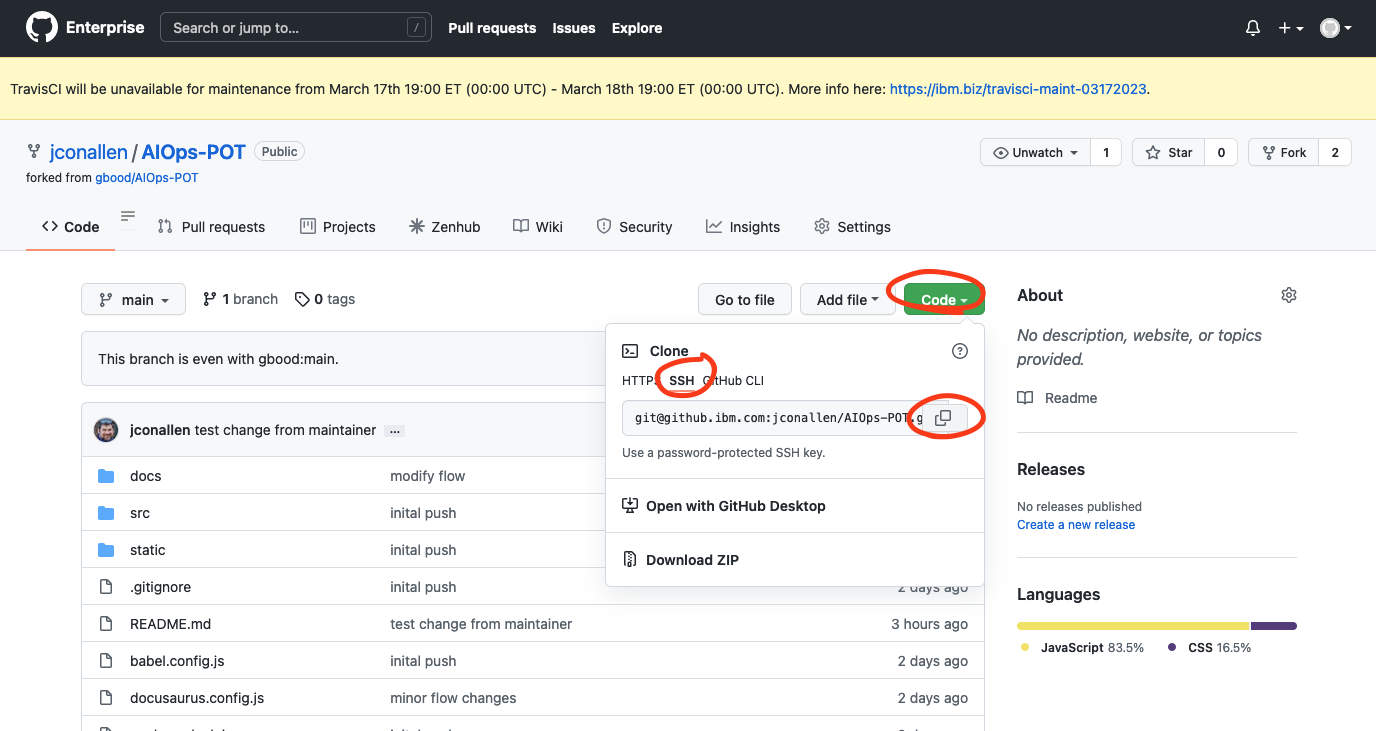 Enterprise Search or jump to... / Pull requests Issues Explore
TravisCI will be unavailable for maintenance from March 17th 19:00 ET (00:00 UTC) - March 18th 19:00 ET (00:00 UTC). More info here: https://ibm.biz/travisci-maint-03172023.
jconallen / AIOps-POT Public Unwatch 1 Star 0 Fork 2
forked from gbood/AIOps-POT
Code Pull requests Projects Zenhub Wiki Security Insights Settings
main 1 branch 0 tags Go to file Add file Code
This branch is even with gbood:main.
Clone
HTTPS SSH GitHub CLI
git@github.ibm.com:jconallen/AIOps-POT.g
Use a password-protected SSH key.
Open with GitHub Desktop
Download ZIP
jconallen test change from maintainer ...
docs modify flow
src inital push
static inital push
.gitignore inital push 2 days ago
README.md test change from maintainer 3 hours ago
babel.config.js inital push 2 days ago
docusaurus.config.js minor flow changes 2 days ago
About
No description, website, or topics
provided.
Readme
Releases
No releases published
Create a new release
Languages
JavaScript 83.5% CSS 16.5%